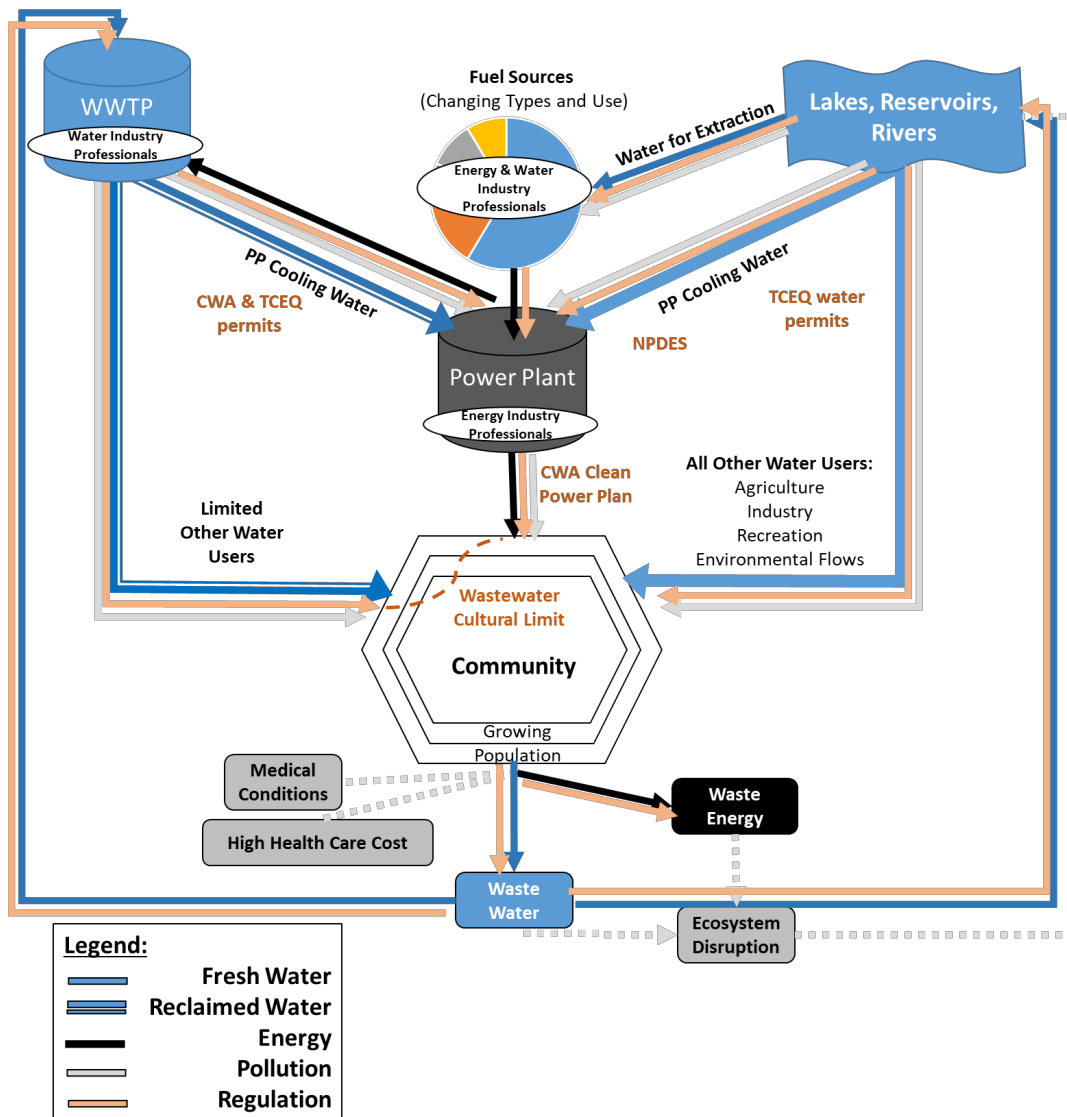 Fuel Sources
(Changing Types and Use)
WWTP
Water Industry
Professionals
Lakes, Reservoirs,
Rivers
Water for Extraction
Energy & Water
Industry
Professionals
PP Cooling Water
CWA & TCEQ
permits
PP Cooling Water
TCEQ water
permits
NPDES
Power Plant
Energy Industry
Professionals
CWA Clean
Power Plan
All Other Water Users:
Agriculture
Industry
Recreation
Environmental Flows
Limited
Other Water
Users
Wastewater
Cultural Limit
Community
Growing
Population
Medical
Conditions
High Health Care Cost
Waste
Energy
Waste
Water
Ecosystem
Disruption
Legend:
Fresh Water
Reclaimed Water
Energy
Pollution
Regulation